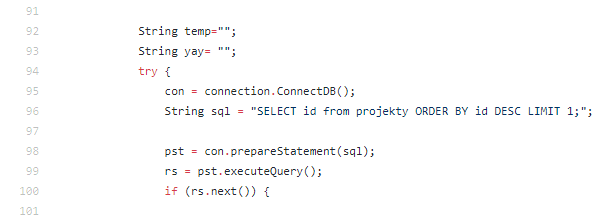 91
92 String temp="";
93 String yay= "";
94 try {
95 con = connection.ConnectDB();
96 String sql = "SELECT id from projekty ORDER BY id DESC LIMIT 1;";
97
98 pst = con.prepareStatement(sql);
99 rs = pst.executeQuery();
100 if (rs.next()) {
101